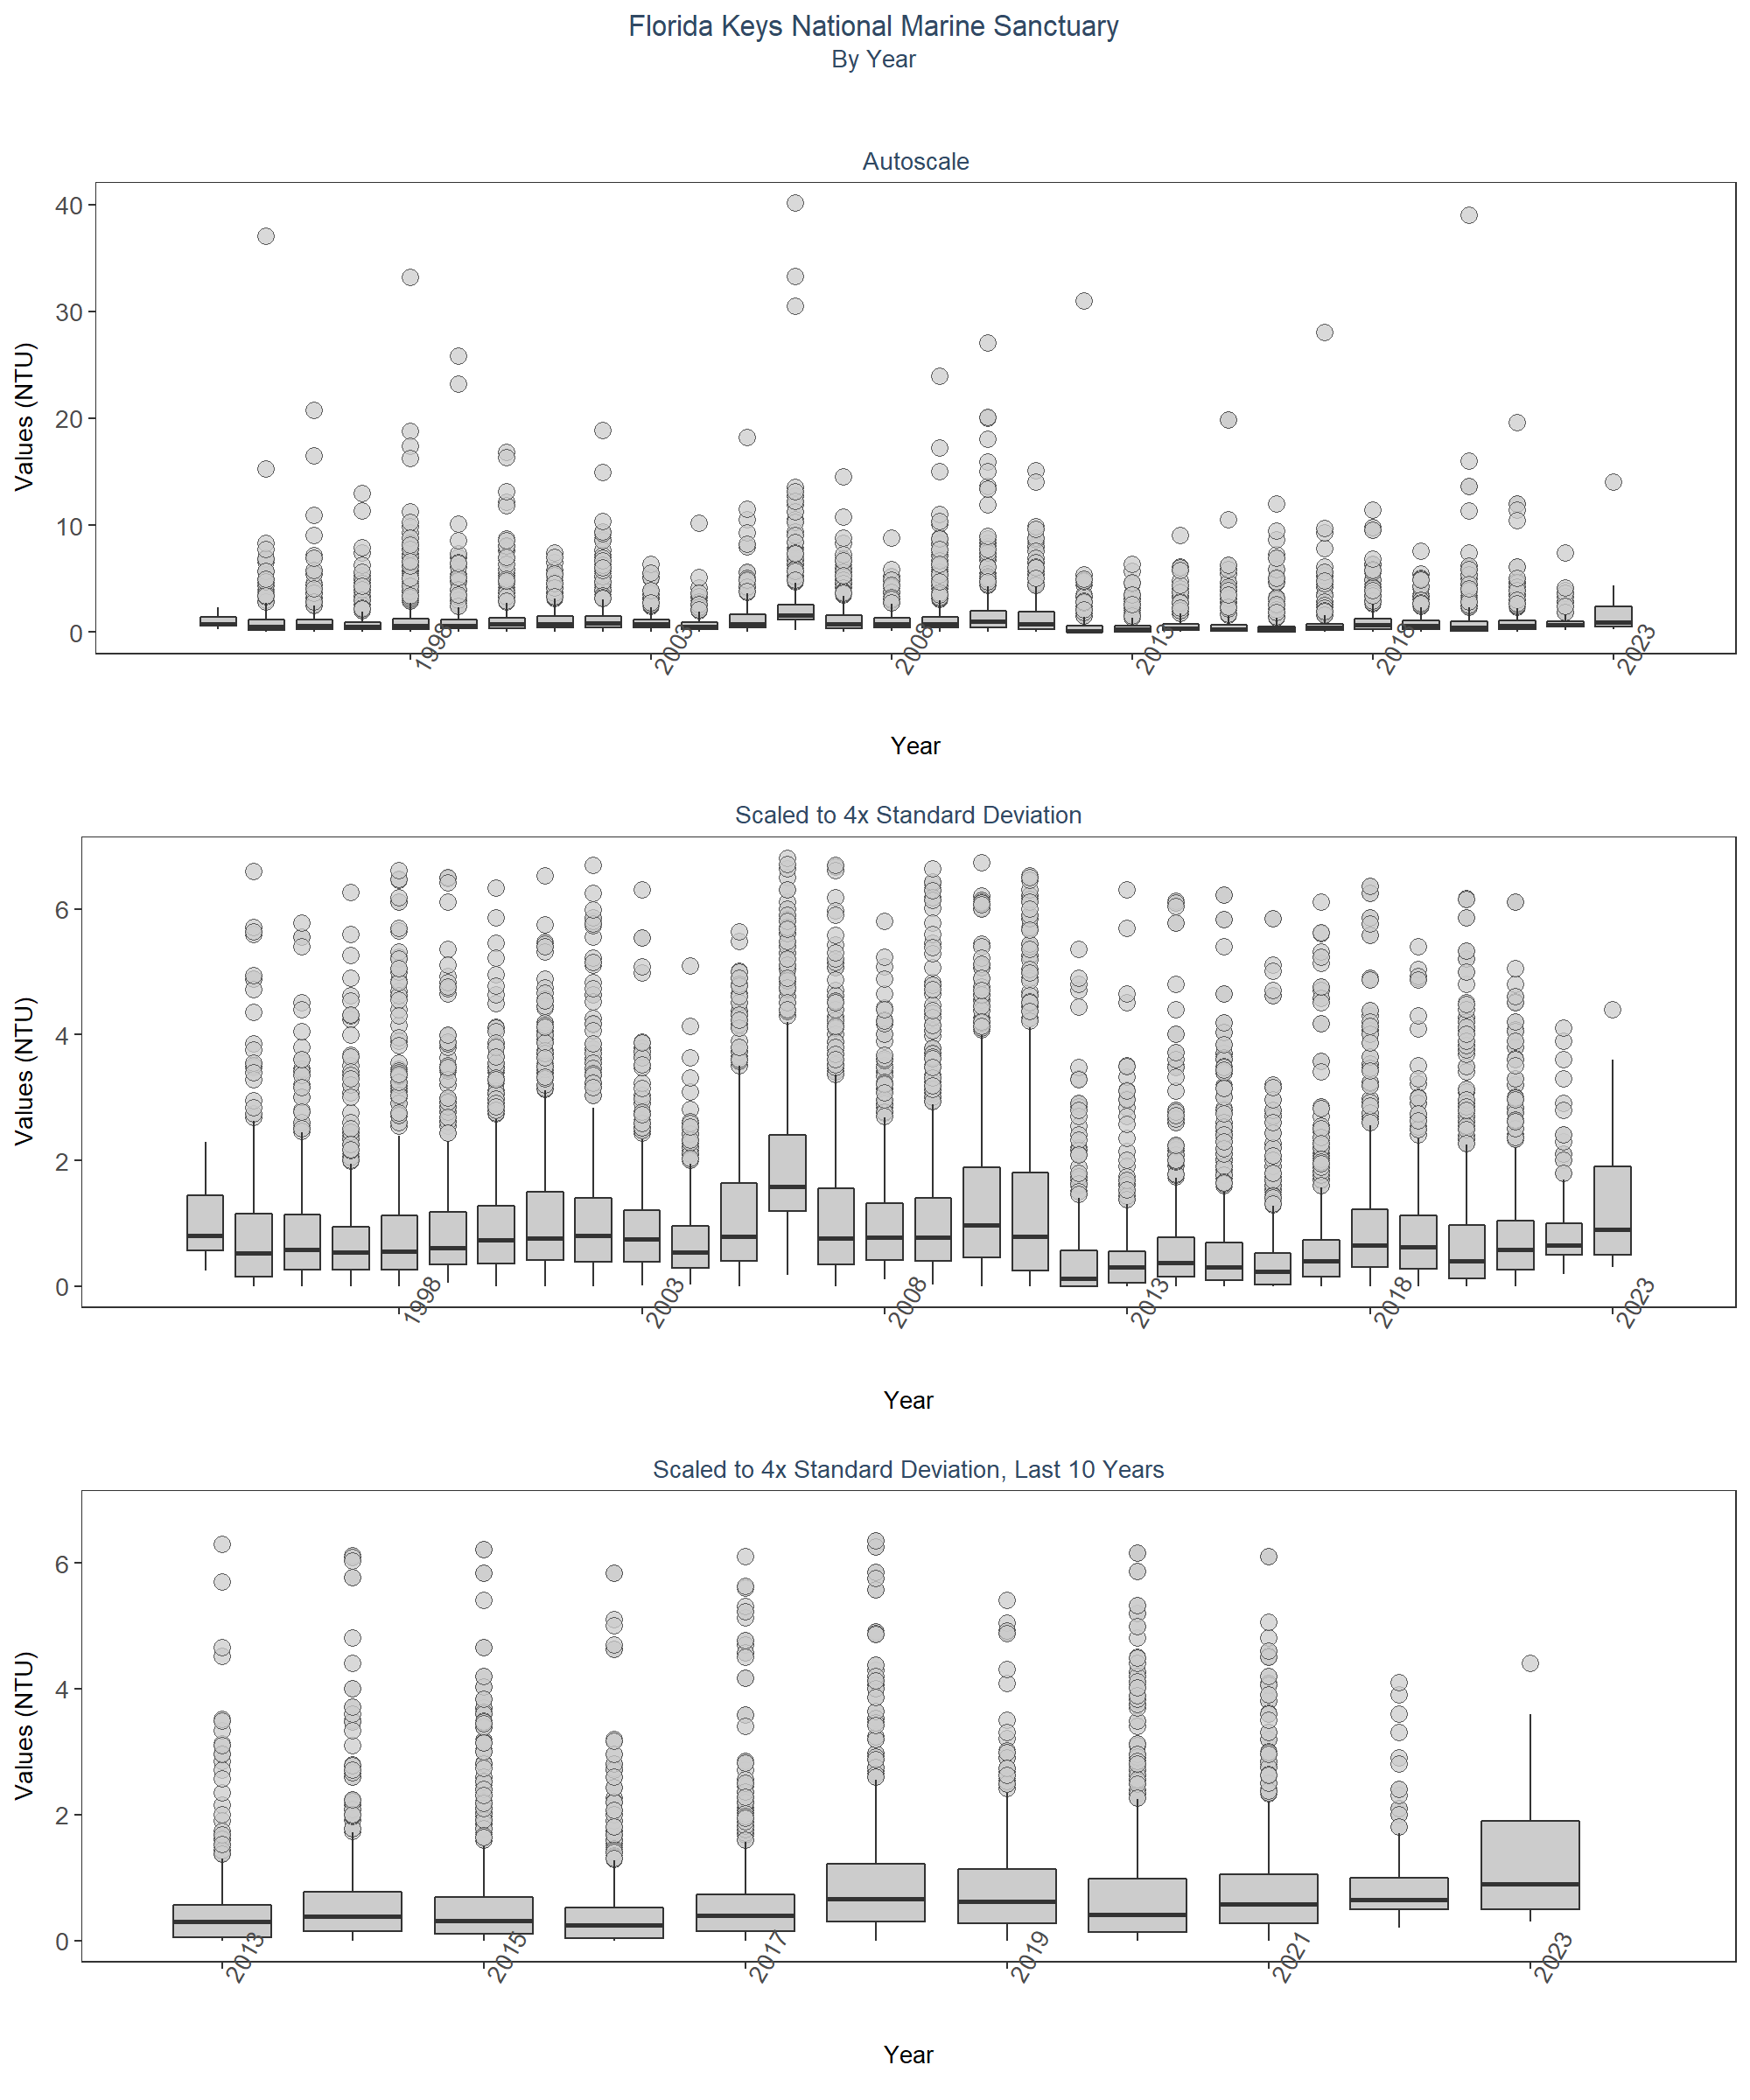 Florida Keys National Marine Sanctuary
By Year
Autoscale
Values (NTU)
40
30
20
10
0
1998
2003
2008
2013
2018
2023
Year
Scaled to 4x Standard Deviation
Values (NTU)
6
4
2
0
1998
2003
2008
2013
2018
2023
Year
Scaled to 4x Standard Deviation, Last 10 Years
Values (NTU)
6
4
2
0
2013
2015
2017
2019
2021
2023
Year